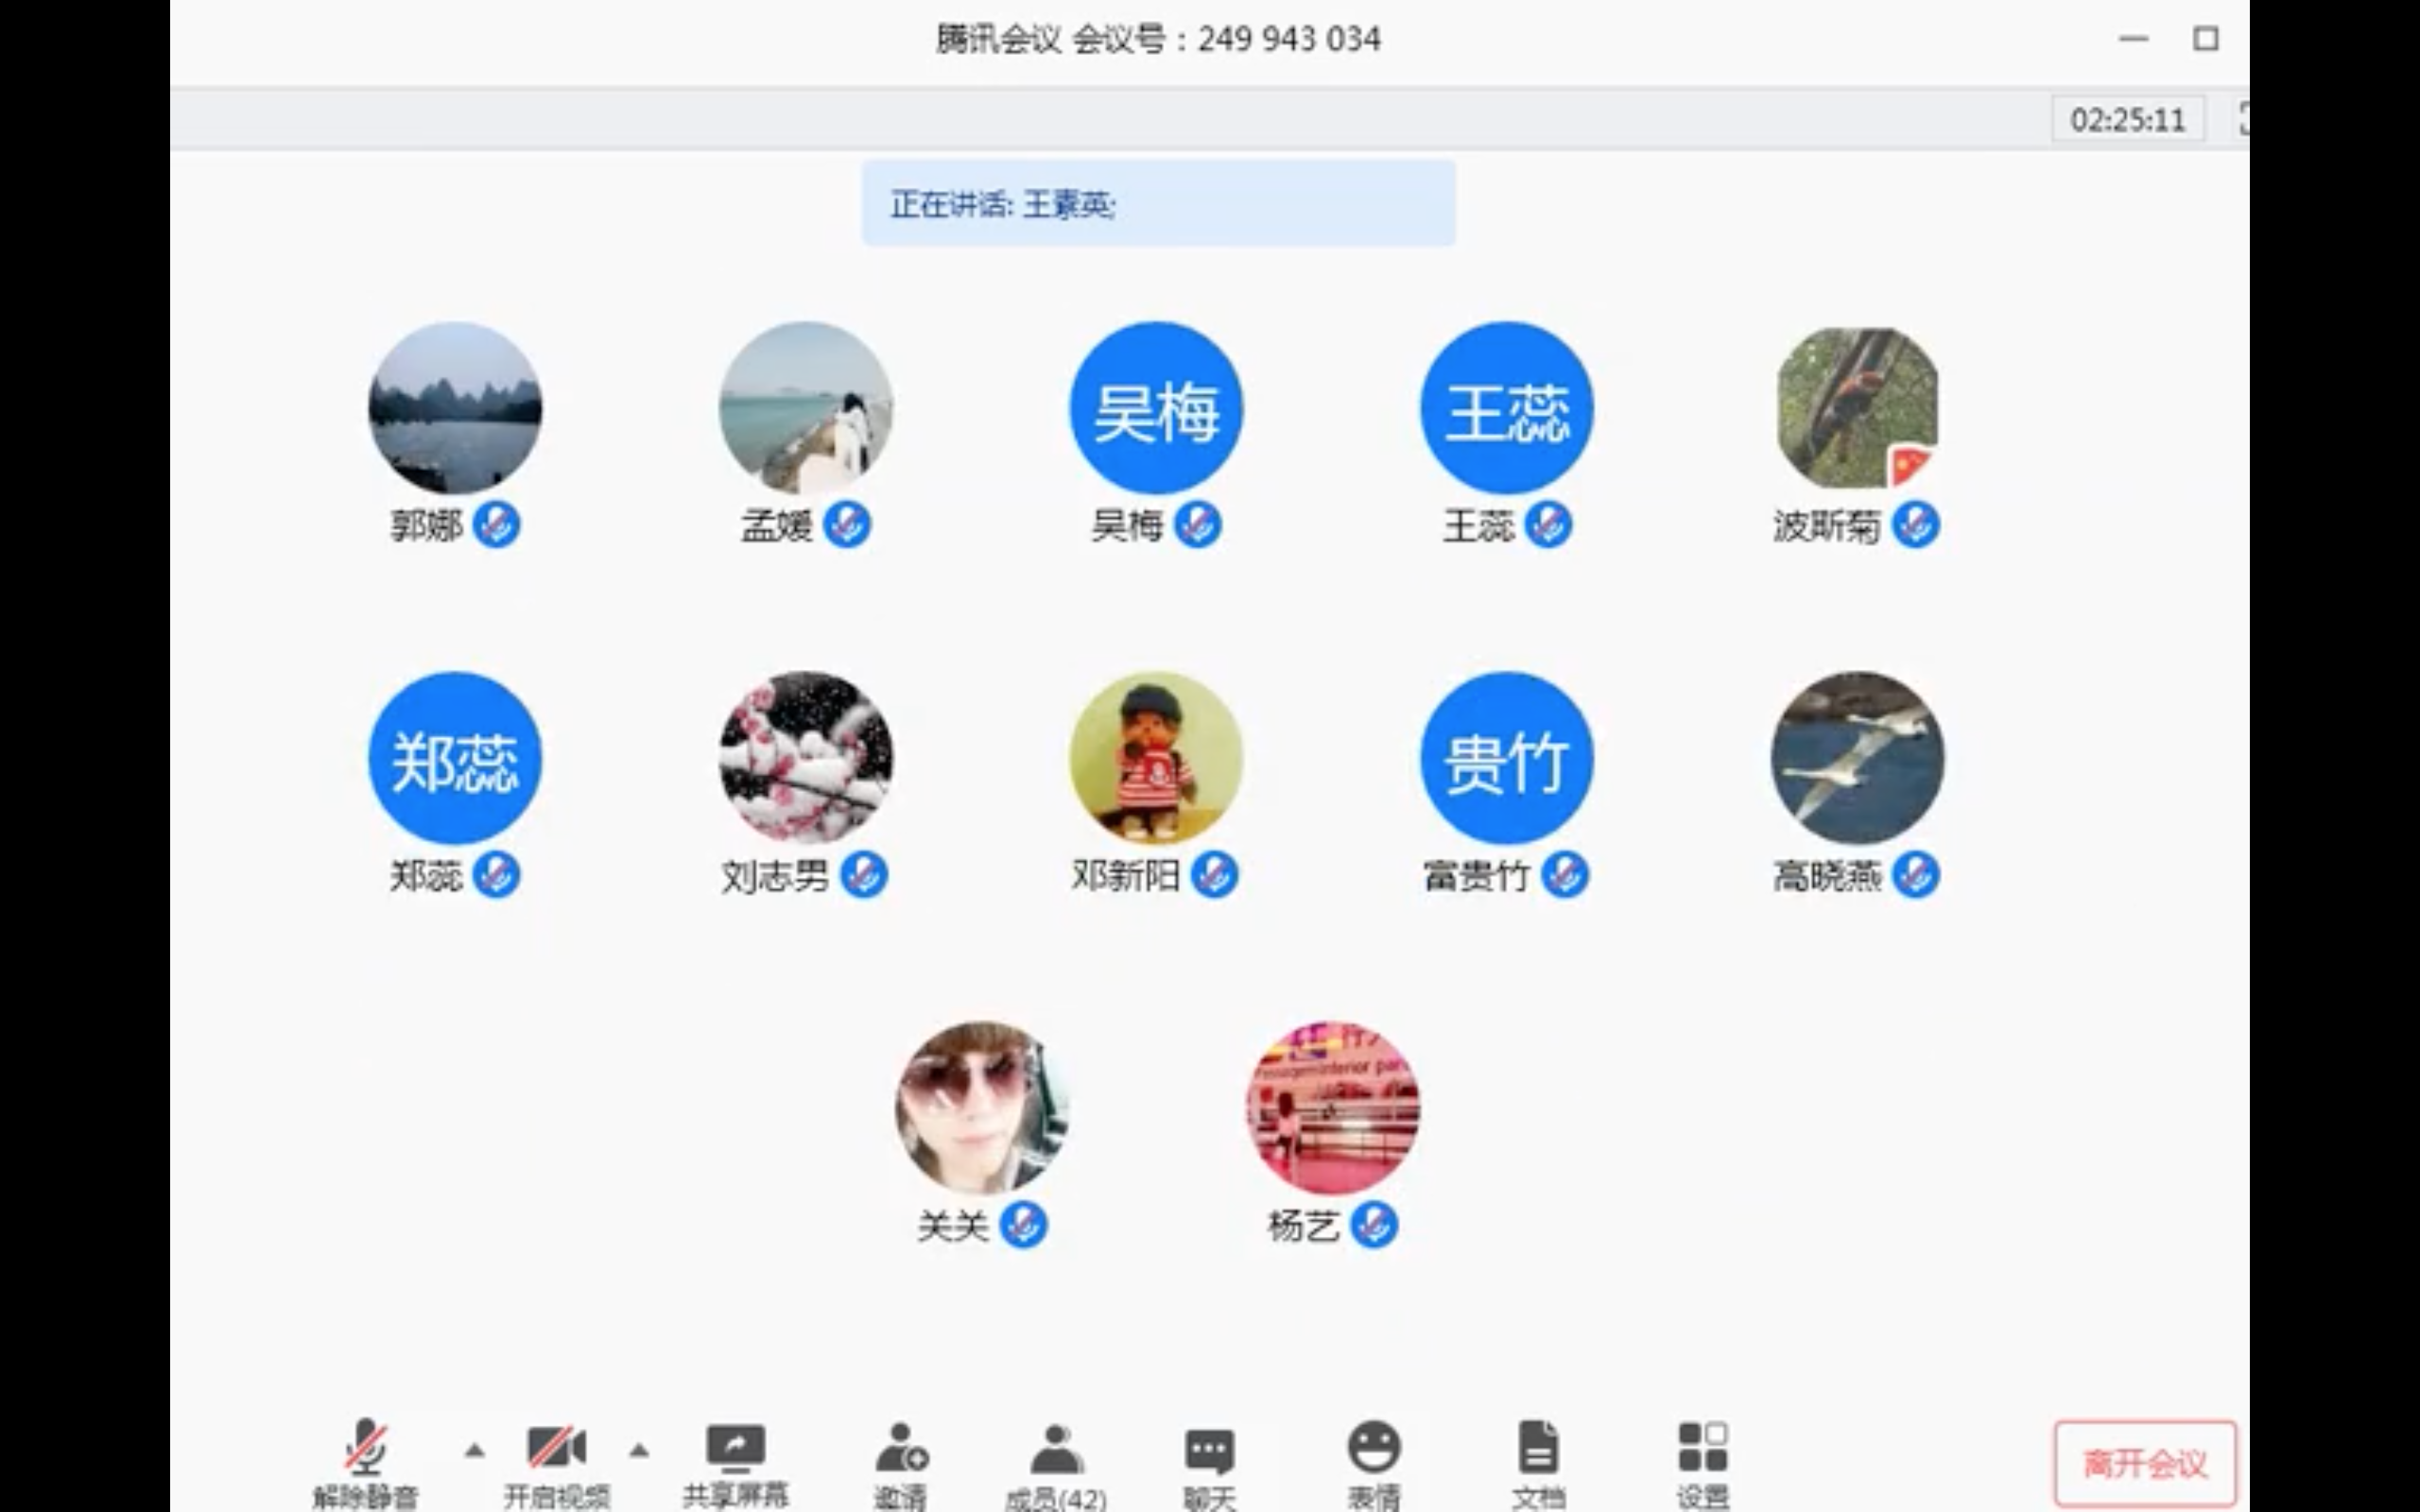 腾讯会议 会议号：249 943 034
02:25:11
正在讲话: 王素英;
吴梅
王蕊
郭娜
孟媛
吴梅
王蕊
波斯菊
郑蕊
贵竹
郑蕊
刘志男
邓新阳
富贵竹
高晓燕
关关
杨艺
解除静音
开启视频
共享屏幕
邀请
成员(42)
聊天
表情
文档
设置
离开会议